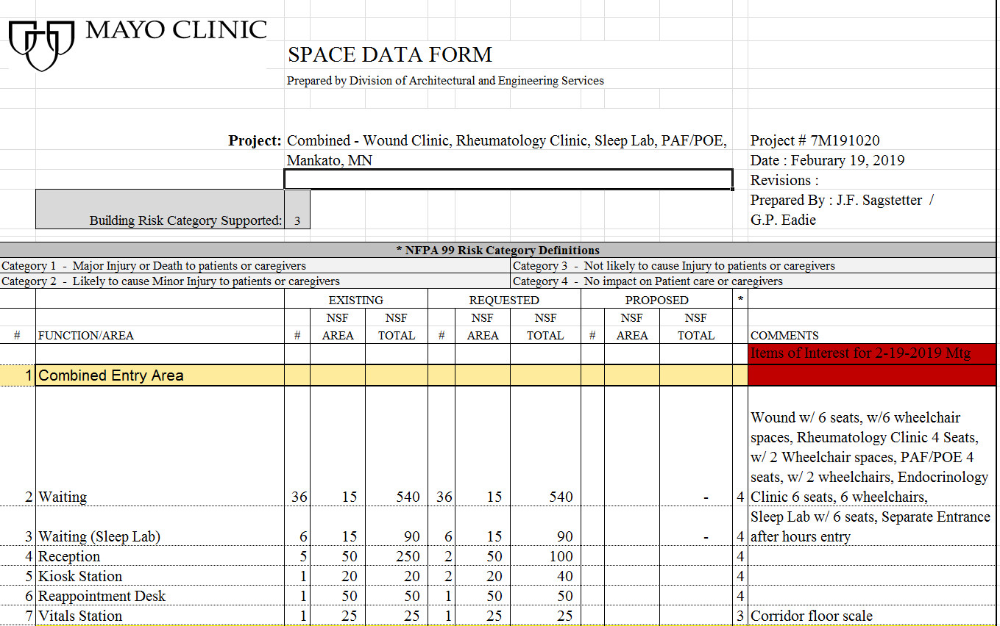 MAYO CLINIC
SPACE DATA FORM
Prepared by Division of Architectural and Engineering Services
Project: Combined - Wound Clinic, Rheumatology Clinic, Sleep Lab, PAF/POE, Project # 7M191020
Mankato, MN Date : Feburary 19, 2019
Revisions :
Prepared By : J.F. Sagstetter /
Building Risk Category Supported: 3 G.P. Eadie
* NFPA 99 Risk Category Definitions
Category 1 - Major Injury or Death to patients or caregivers Category 3 - Not likely to cause Injury to patients or caregivers
Category 2 - Likely to cause Minor Injury to patients or caregivers Category 4 - No impact on Patient care or caregivers
EXISTING REQUESTED PROPOSED *
NSF NSF NSF NSF NSF NSF
# FUNCTION/AREA # AREA TOTAL # AREA TOTAL # AREA TOTAL COMMENTS
Items of Interest for 2-19-2019 Mtg
1 Combined Entry Area
Wound w/ 6 seats, w/6 wheelchair
spaces, Rheumatology Clinic 4 Seats,
w/ 2 Wheelchair spaces, PAF/POE 4
seats, w/ 2 wheelchairs, Endocrinology
2 Waiting 36 15 540 36 15 540 - 4 Clinic 6 seats, 6 wheelchairs,
Sleep Lab w/ 6 seats, Separate Entrance
3 Waiting (Sleep Lab) 6 15 90 6 15 90 - 4 after hours entry
4 Reception 5 50 250 2 50 100 4
5 Kiosk Station 1 20 20 2 20 40 4
6 Reappointment Desk 1 50 50 1 50 50 4
7 Vitals Station 1 25 25 1 25 25 3 Corridor floor scale